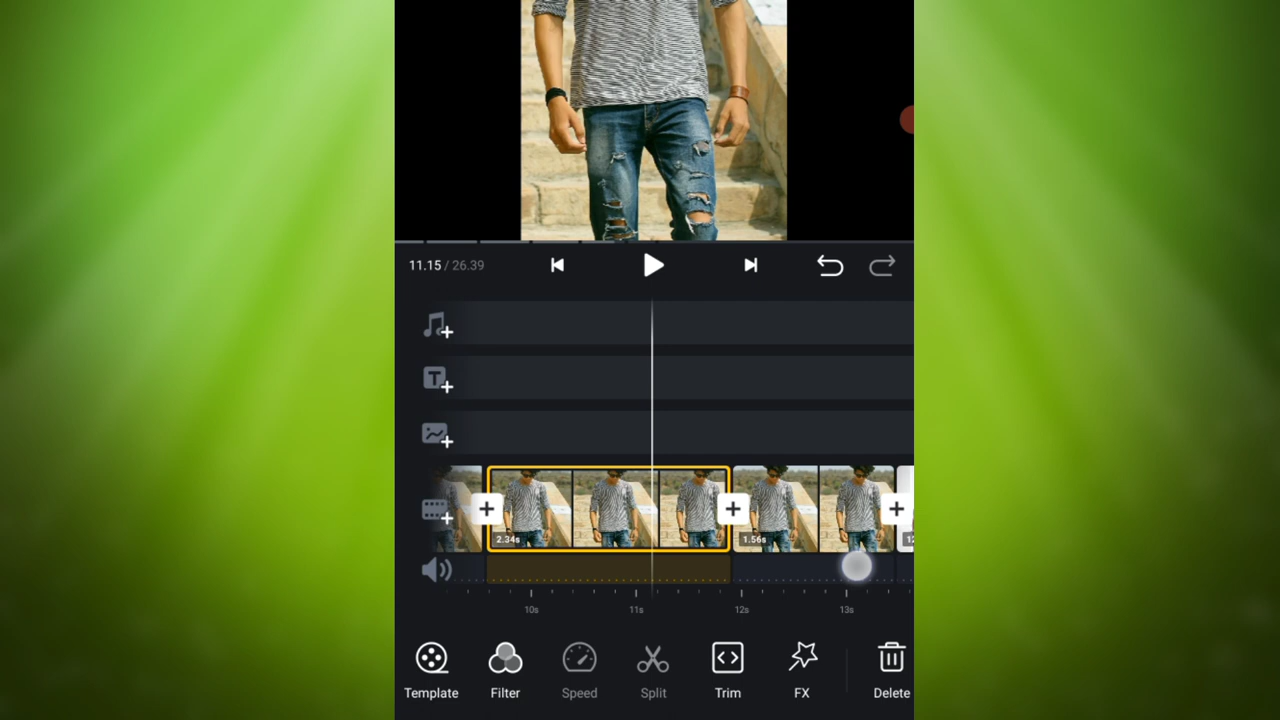 11.15 / 26.39
2.34s
1.56s
12
10s 11s 12s 13s
Template Filter Speed Split Trim FX Delete